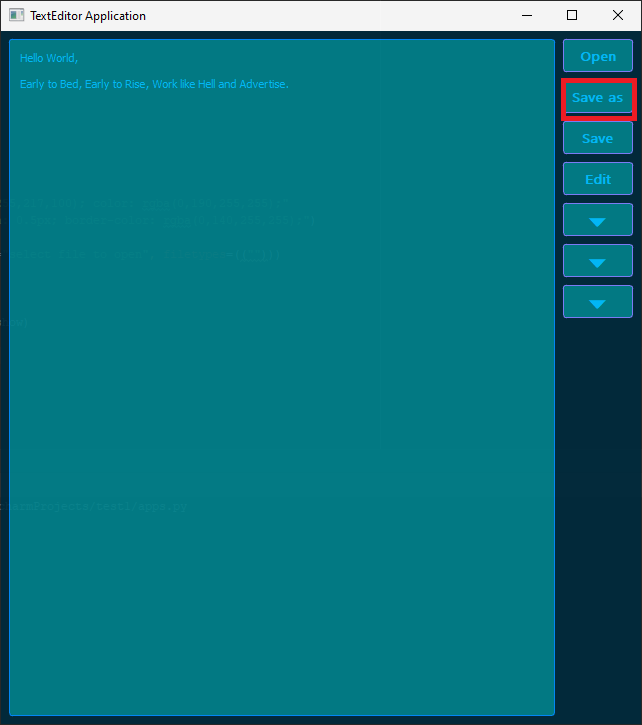 TextEditor Application
Hello World,
Early to Bed, Early to Rise, Work like Hell and Advertise.
Open
Save as
Save
Edit